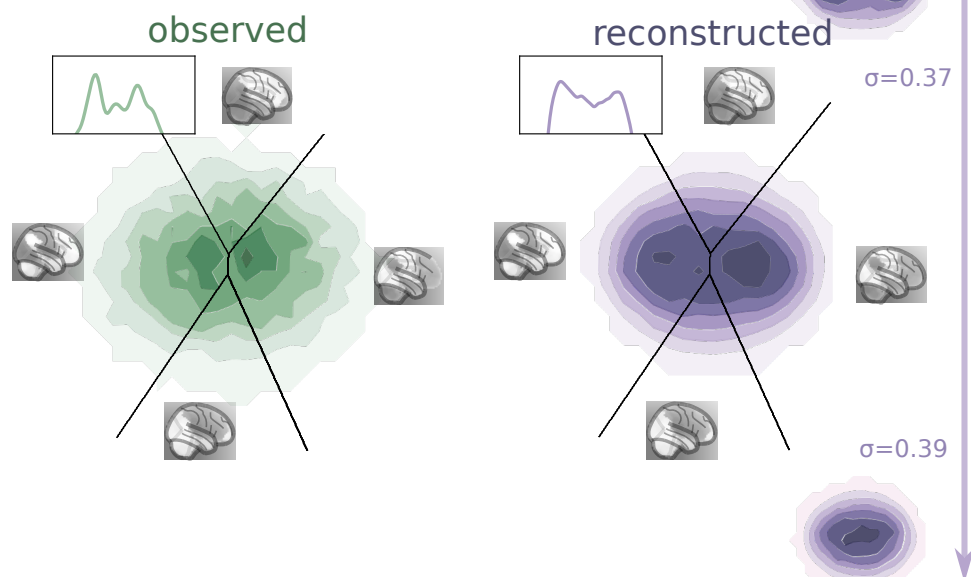 observed
reconstructed
σ=0.37
σ=0.39